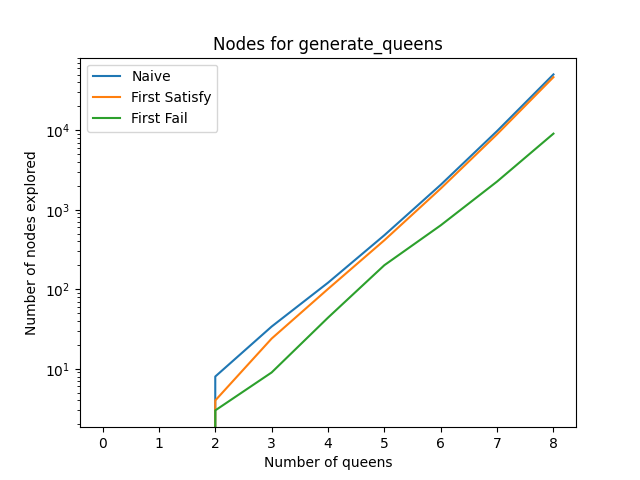 Nodes for generate_queens
Naive
First Satisfy
First Fail
Number of nodes explored
10⁴
10³
10²
10¹
0 1 2 3 4 5 6 7 8
Number of queens